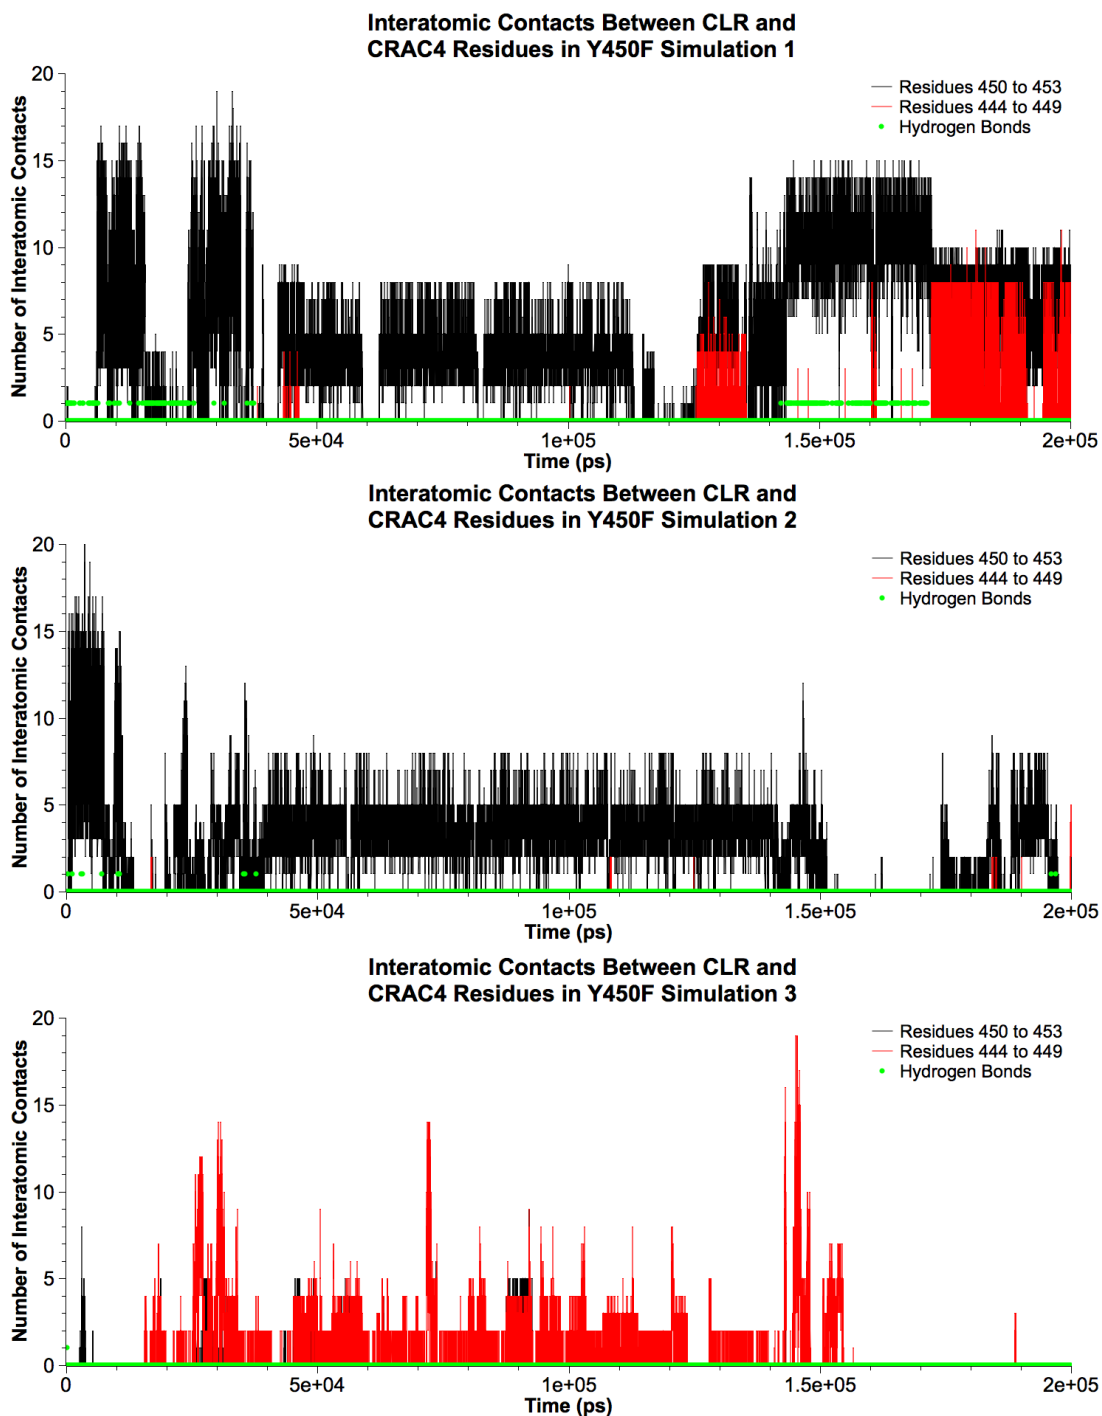 Interatomic Contacts Between CLR and
CRAC4 Residues in Y450F Simulation 1
Number of Interatomic Contacts
20
15
10
5
0
Residues 450 to 453
Residues 444 to 449
Hydrogen Bonds
0 5e+04 1e+05 1.5e+05 2e+05
Time (ps)
Interatomic Contacts Between CLR and
CRAC4 Residues in Y450F Simulation 2
Number of Interatomic Contacts
20
15
10
5
0
Residues 450 to 453
Residues 444 to 449
Hydrogen Bonds
0 5e+04 1e+05 1.5e+05 2e+05
Time (ps)
Interatomic Contacts Between CLR and
CRAC4 Residues in Y450F Simulation 3
Number of Interatomic Contacts
20
15
10
5
0
Residues 450 to 453
Residues 444 to 449
Hydrogen Bonds
0 5e+04 1e+05 1.5e+05 2e+05
Time (ps)